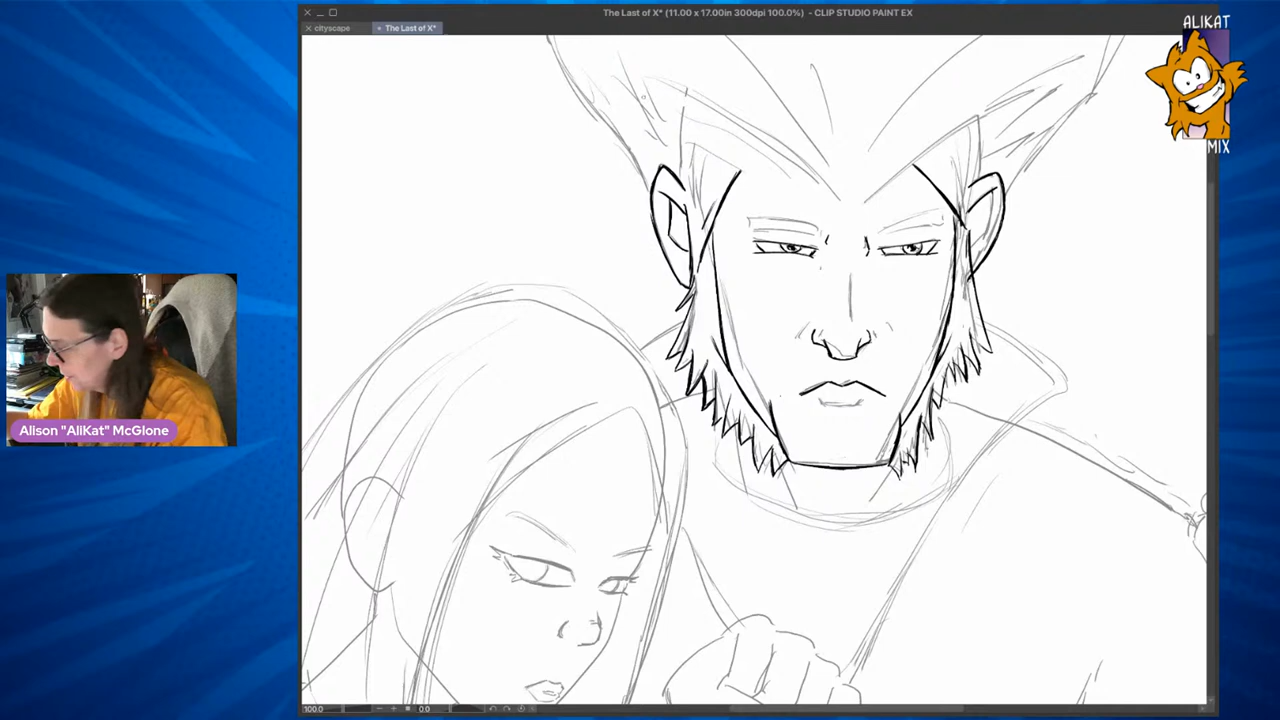 The Last of X* (11.00 x 17.00in 300dpi 100.0%) - CLIP STUDIO PAINT EX
cityscape
The Last of X*
ALIKAT
MIX
Alison "AliKat" McGlone
100.0
0.0